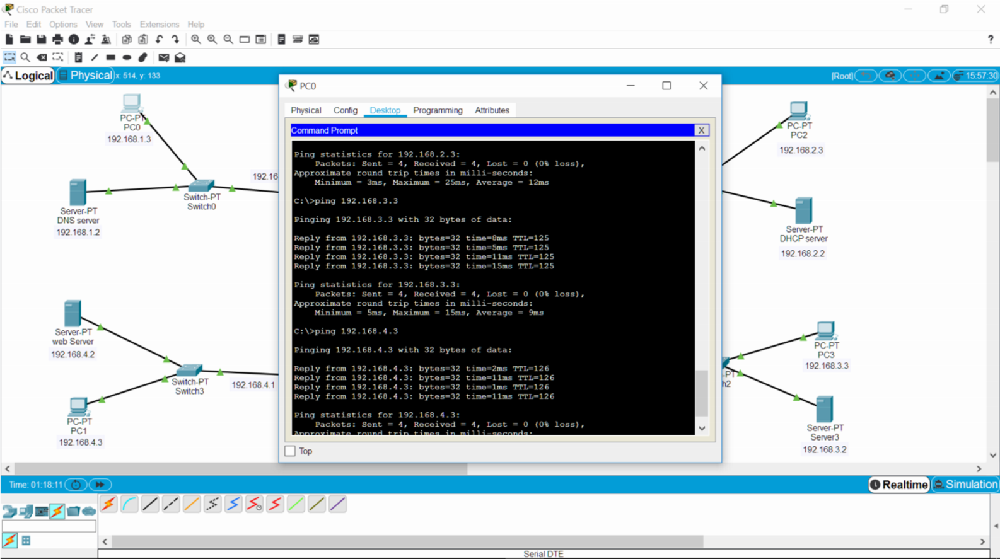 Cisco Packet Tracer
File Edit Options View Tools Extensions Help
?
Logical Physical x: 514, y: 133
[Root] 15:57:30
PC-PT
PC0
192.168.1.3
Server-PT
DNS server
192.168.1.2
Switch-PT
Switch0
192.16
Server-PT
web Server
192.168.4.2
Switch-PT
Switch3
192.168.4.1
PC-PT
PC1
192.168.4.3
PC0
Physical Config Desktop Programming Attributes
Command Prompt X
Ping statistics for 192.168.2.3:
Packets: Sent = 4, Received = 4, Lost = 0 (0% loss),
Approximate round trip times in milli-seconds:
Minimum = 3ms, Maximum = 25ms, Average = 12ms
C:\>ping 192.168.3.3
Pinging 192.168.3.3 with 32 bytes of data:
Reply from 192.168.3.3: bytes=32 time=8ms TTL=125
Reply from 192.168.3.3: bytes=32 time=5ms TTL=125
Reply from 192.168.3.3: bytes=32 time=11ms TTL=125
Reply from 192.168.3.3: bytes=32 time=15ms TTL=125
Ping statistics for 192.168.3.3:
Packets: Sent = 4, Received = 4, Lost = 0 (0% loss),
Approximate round trip times in milli-seconds:
Minimum = 5ms, Maximum = 15ms, Average = 9ms
C:\>ping 192.168.4.3
Pinging 192.168.4.3 with 32 bytes of data:
Reply from 192.168.4.3: bytes=32 time=2ms TTL=126
Reply from 192.168.4.3: bytes=32 time=11ms TTL=126
Reply from 192.168.4.3: bytes=32 time=1ms TTL=126
Reply from 192.168.4.3: bytes=32 time=11ms TTL=126
Ping statistics for 192.168.4.3:
Packets: Sent = 4, Received = 4, Lost = 0 (0% loss),
Approximate round trip times in milli-seconds:
Top
PC-PT
PC2
192.168.2.3
Server-PT
DHCP server
192.168.2.2
PC-PT
PC3
192.168.3.3
-PT
h2
Server-PT
Server3
192.168.3.2
Time: 01:18:11
Realtime Simulation
Serial DTE